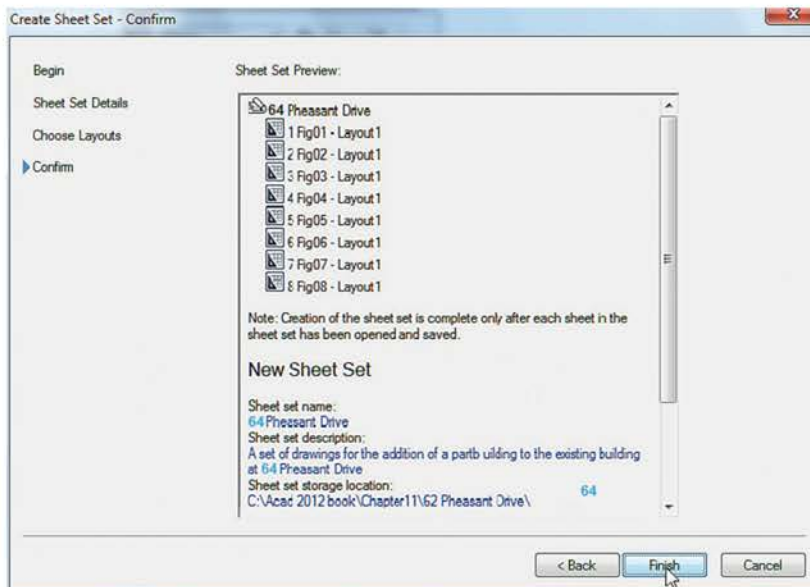 Create Sheet Set - Confirm
Begin
Sheet Set Details
Choose Layouts
Confirm
Sheet Set Preview:
64 Pheasant Drive
1 Fig01 - Layout1
2 Fig02 - Layout1
3 Fig03 - Layout1
4 Fig04 - Layout1
5 Fig05 - Layout1
6 Fig06 - Layout1
7 Fig07 - Layout1
8 Fig08 - Layout1
Note: Creation of the sheet set is complete only after each sheet in the
sheet set has been opened and saved.
New Sheet Set
Sheet set name:
64 Pheasant Drive
Sheet set description:
A set of drawings for the addition of a partb uilding to the existing building
at 64 Pheasant Drive
Sheet set storage location:
64
C:\Acad 2012 book\Chapter11\62 Pheasant Drive\
< Back
Finish
Cancel